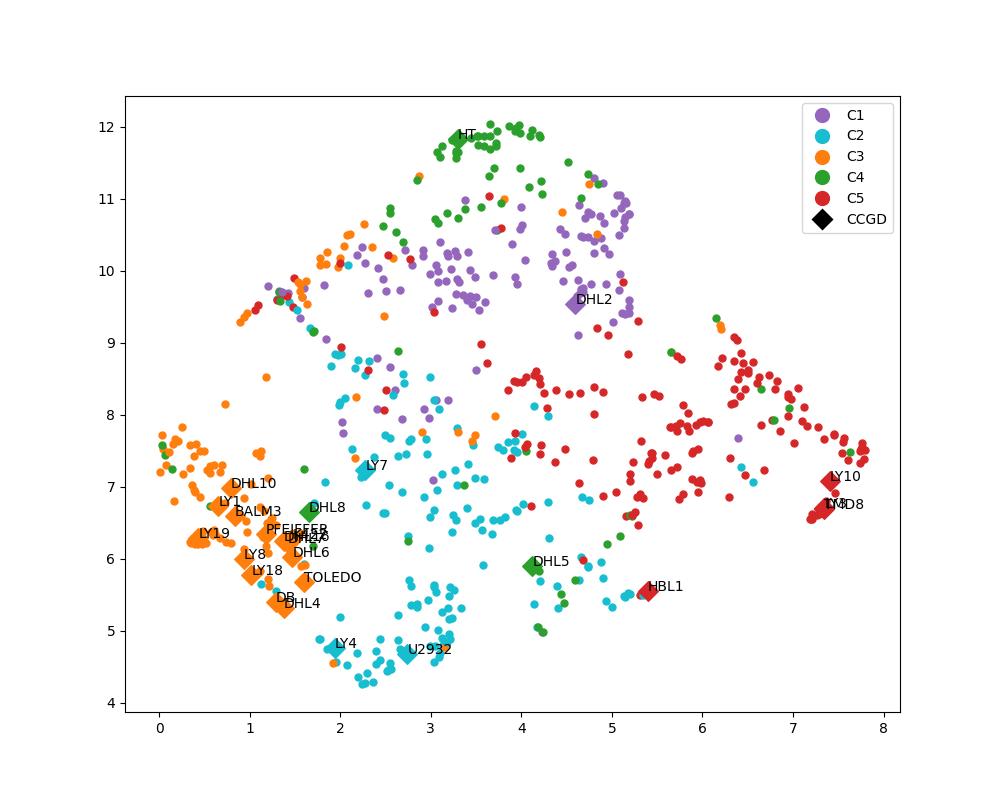 12
11
10
9
8
7
6
5
4
0 1 2 3 4 5 6 7 8
C1
C2
C3
C4
C5
CCGD
HT
DHL2
LY7
LY10
DHL10
LY1
DHL8
BALM3
TMD8
PFEIFFER
LY19
DHL6
LY8
LY18
DHL5
TOLEDO
HBL1
DB
DHL4
LY4
U2932